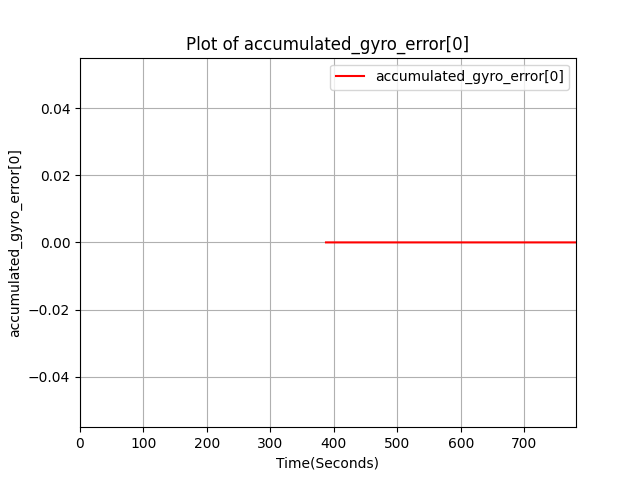 Plot of accumulated_gyro_error[0]
accumulated_gyro_error[0]
0.04
0.02
0.00
−0.02
−0.04
accumulated_gyro_error[0]
0 100 200 300 400 500 600 700
Time(Seconds)